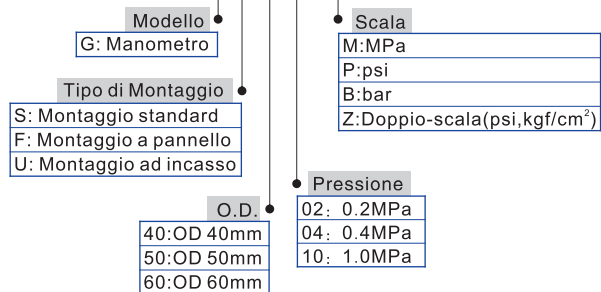 Modello
G: Manometro
Tipo di Montaggio
S: Montaggio standard
F: Montaggio a pannello
U: Montaggio ad incasso
O.D.
40:OD 40mm
50:OD 50mm
60:OD 60mm
Pressione
02: 0.2MPa
04: 0.4MPa
10: 1.0MPa
Scala
M:MPa
P:psi
B:bar
Z:Doppio-scala(psi,kgf/cm²)